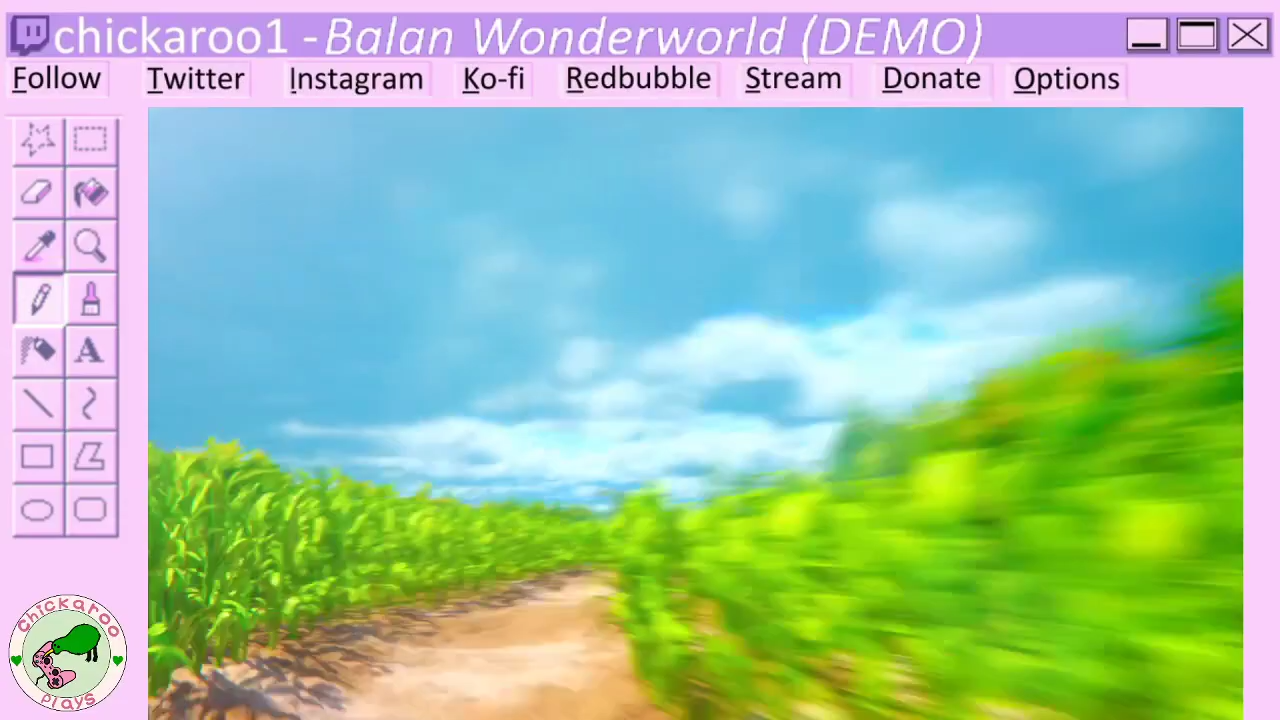 chickaroo1 - Balan Wonderworld (DEMO)
Follow Twitter Instagram Ko-fi Redbubble Stream Donate Options
A
Chickaroo
Plays